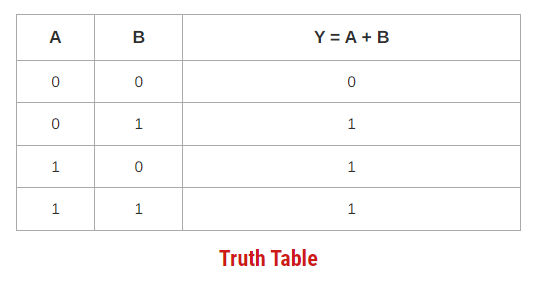 A B Y = A + B
0 0 0
0 1 1
1 0 1
1 1 1
Truth Table